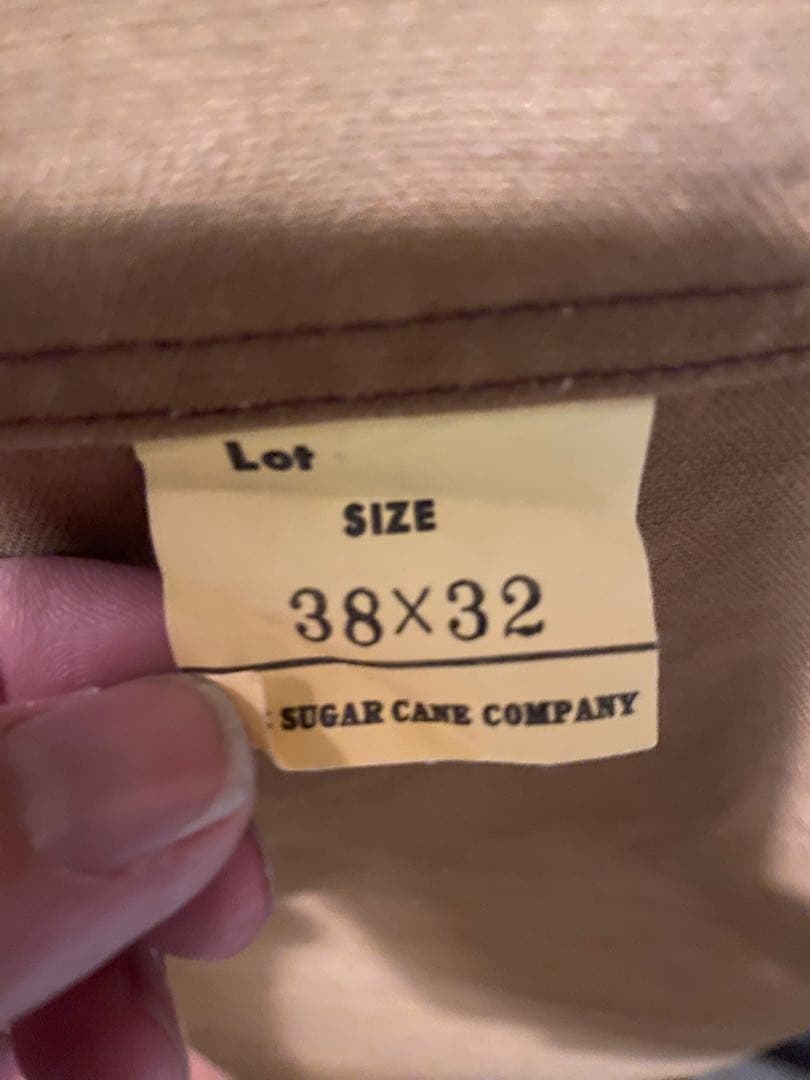 Lot
SIZE
38×32
: SUGAR CANE COMPANY